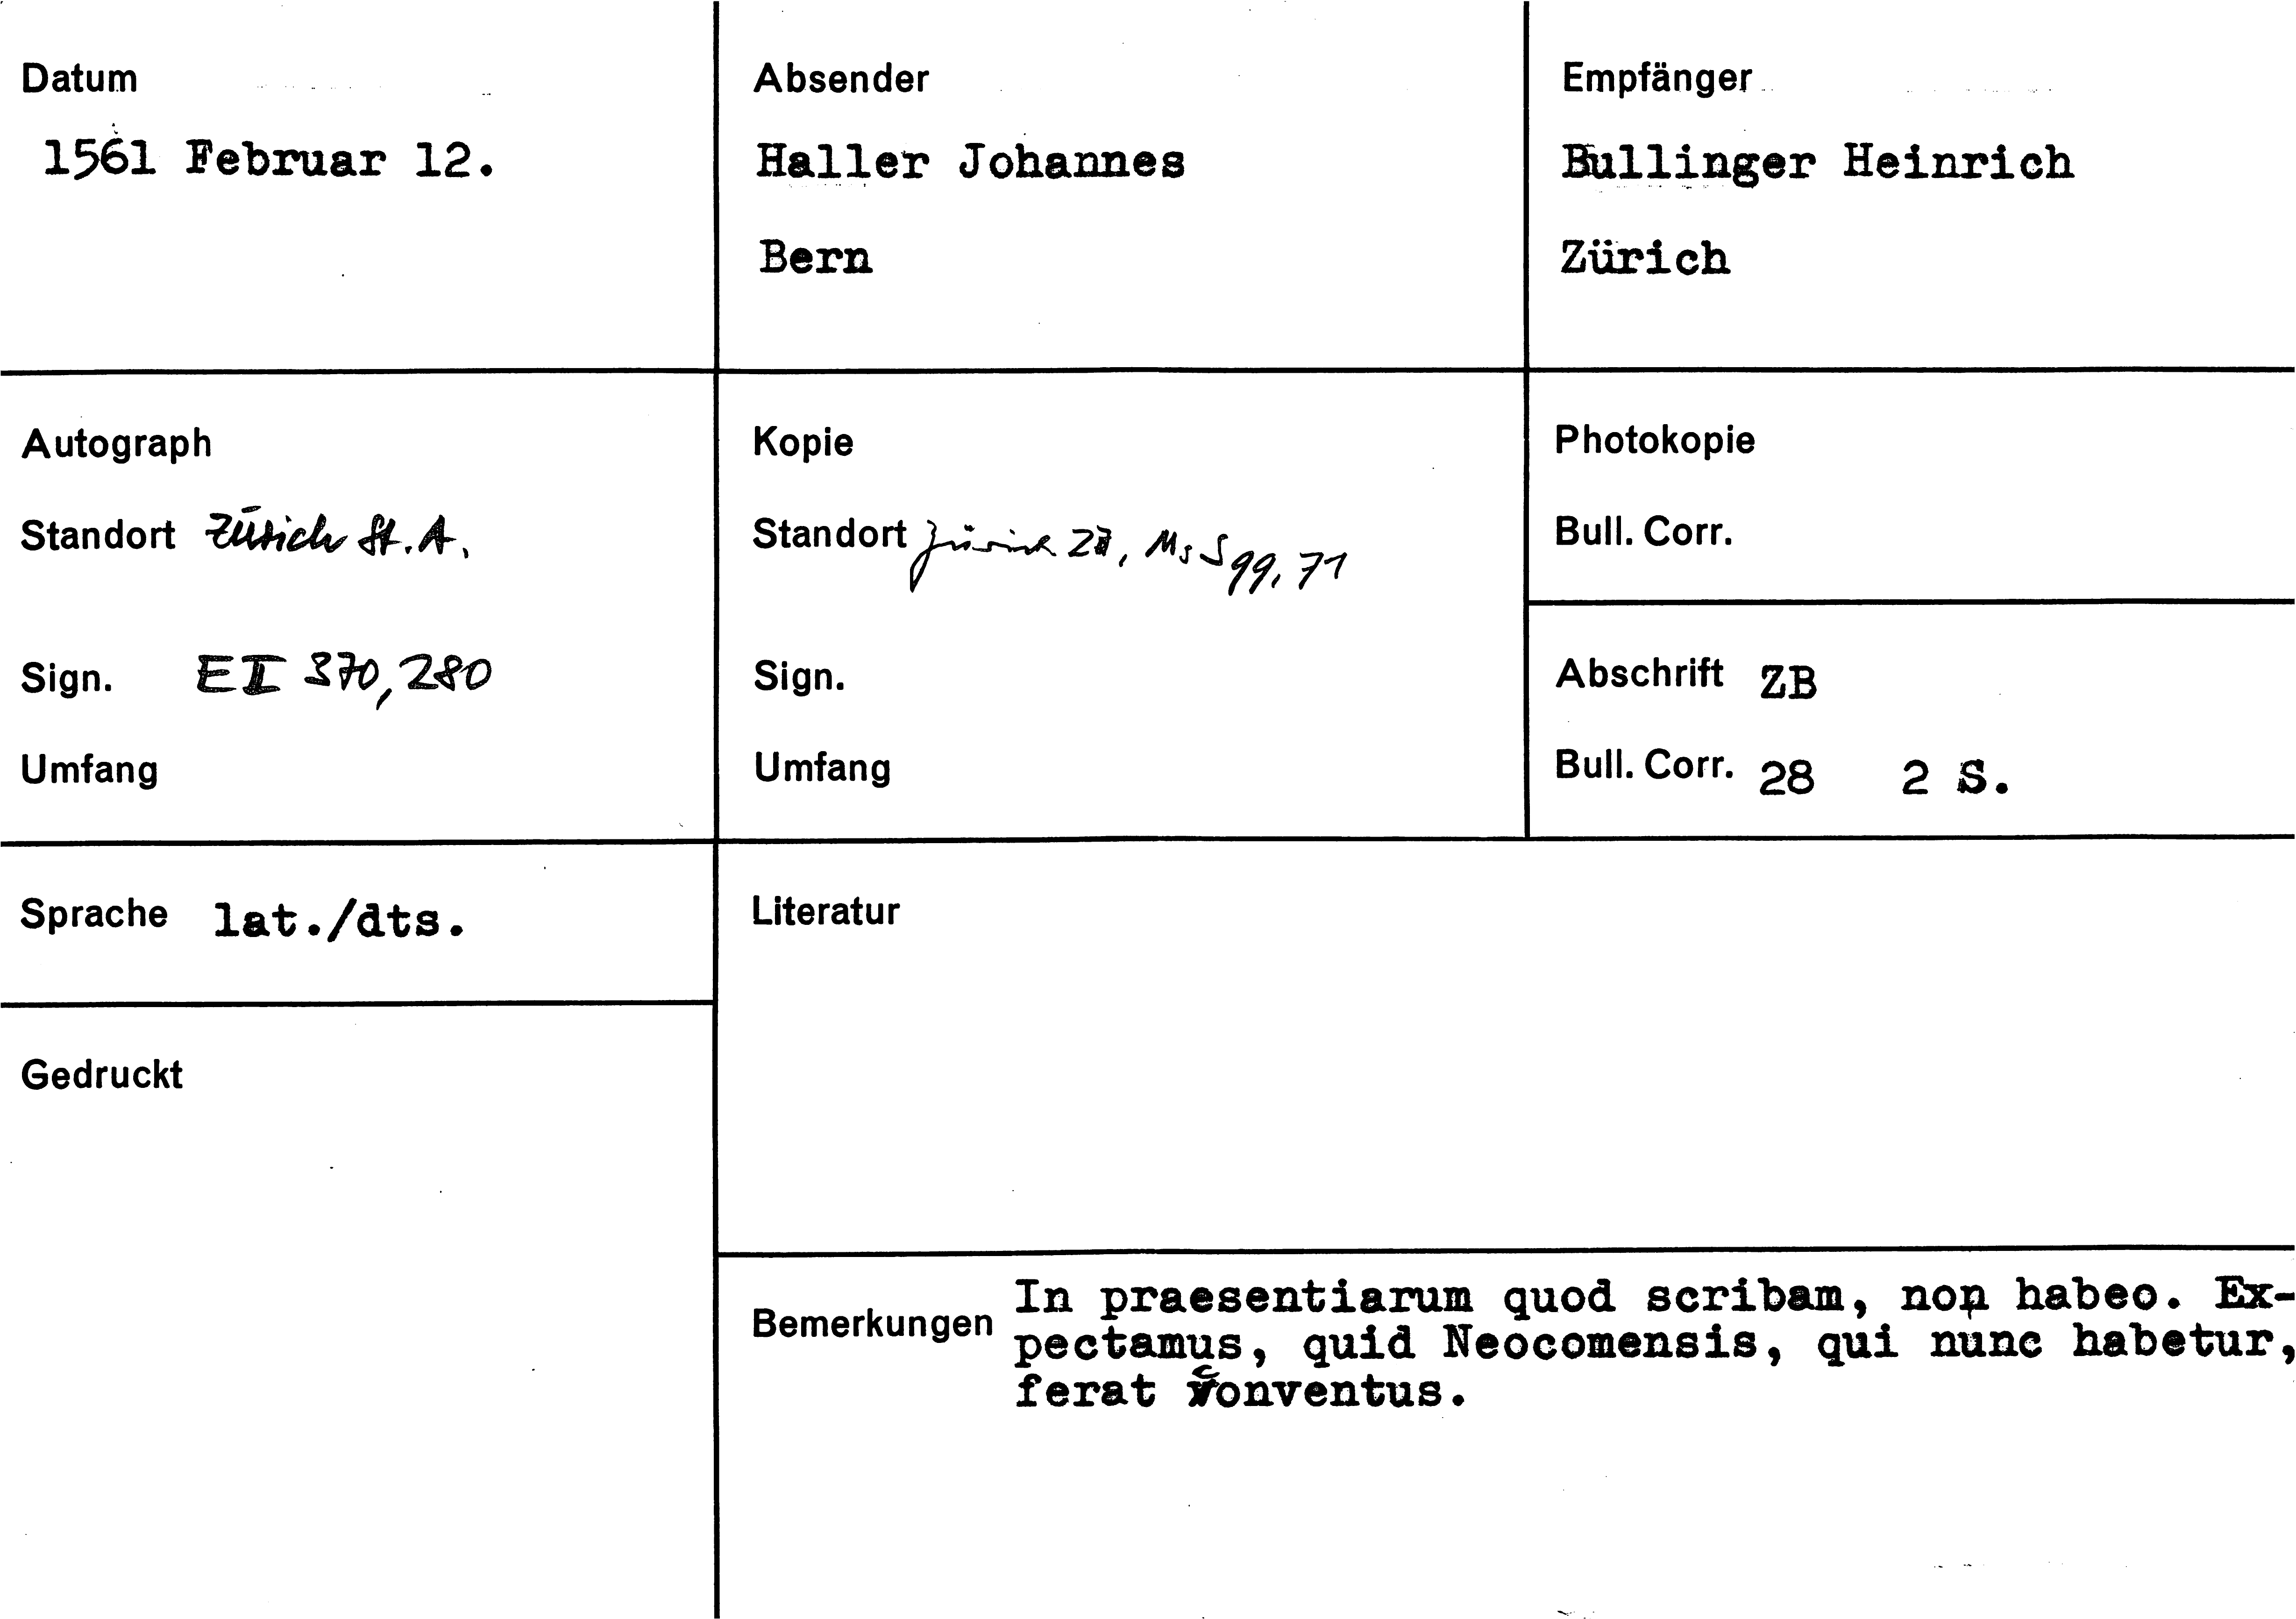 Datum
1561 Februar 12.
Absender
Haller Johannes
Bern
Empfänger
Bullinger Heinrich
Zürich
Autograph
Standort Zürich St. A.
Sign. EII 370, 280
Umfang
Kopie
Standort Zürich ZB, Ms S 99, 71
Sign.
Umfang
Photokopie
Bull. Corr.
Abschrift ZB
Bull. Corr. 28 2 S.
Sprache lat./dts.
Literatur
Gedruckt
Bemerkungen
In praesentiarum quod scribam, non habeo. Ex-
pectamus, quid Neocomensis, qui nunc habetur,
ferat conventus.